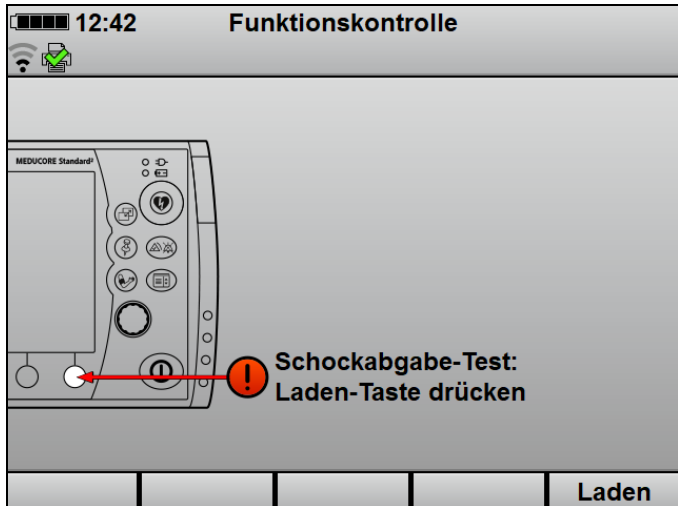 12:42 Funktionskontrolle
MEDUCORE Standard²
Schockabgabe-Test:
Laden-Taste drücken
Laden